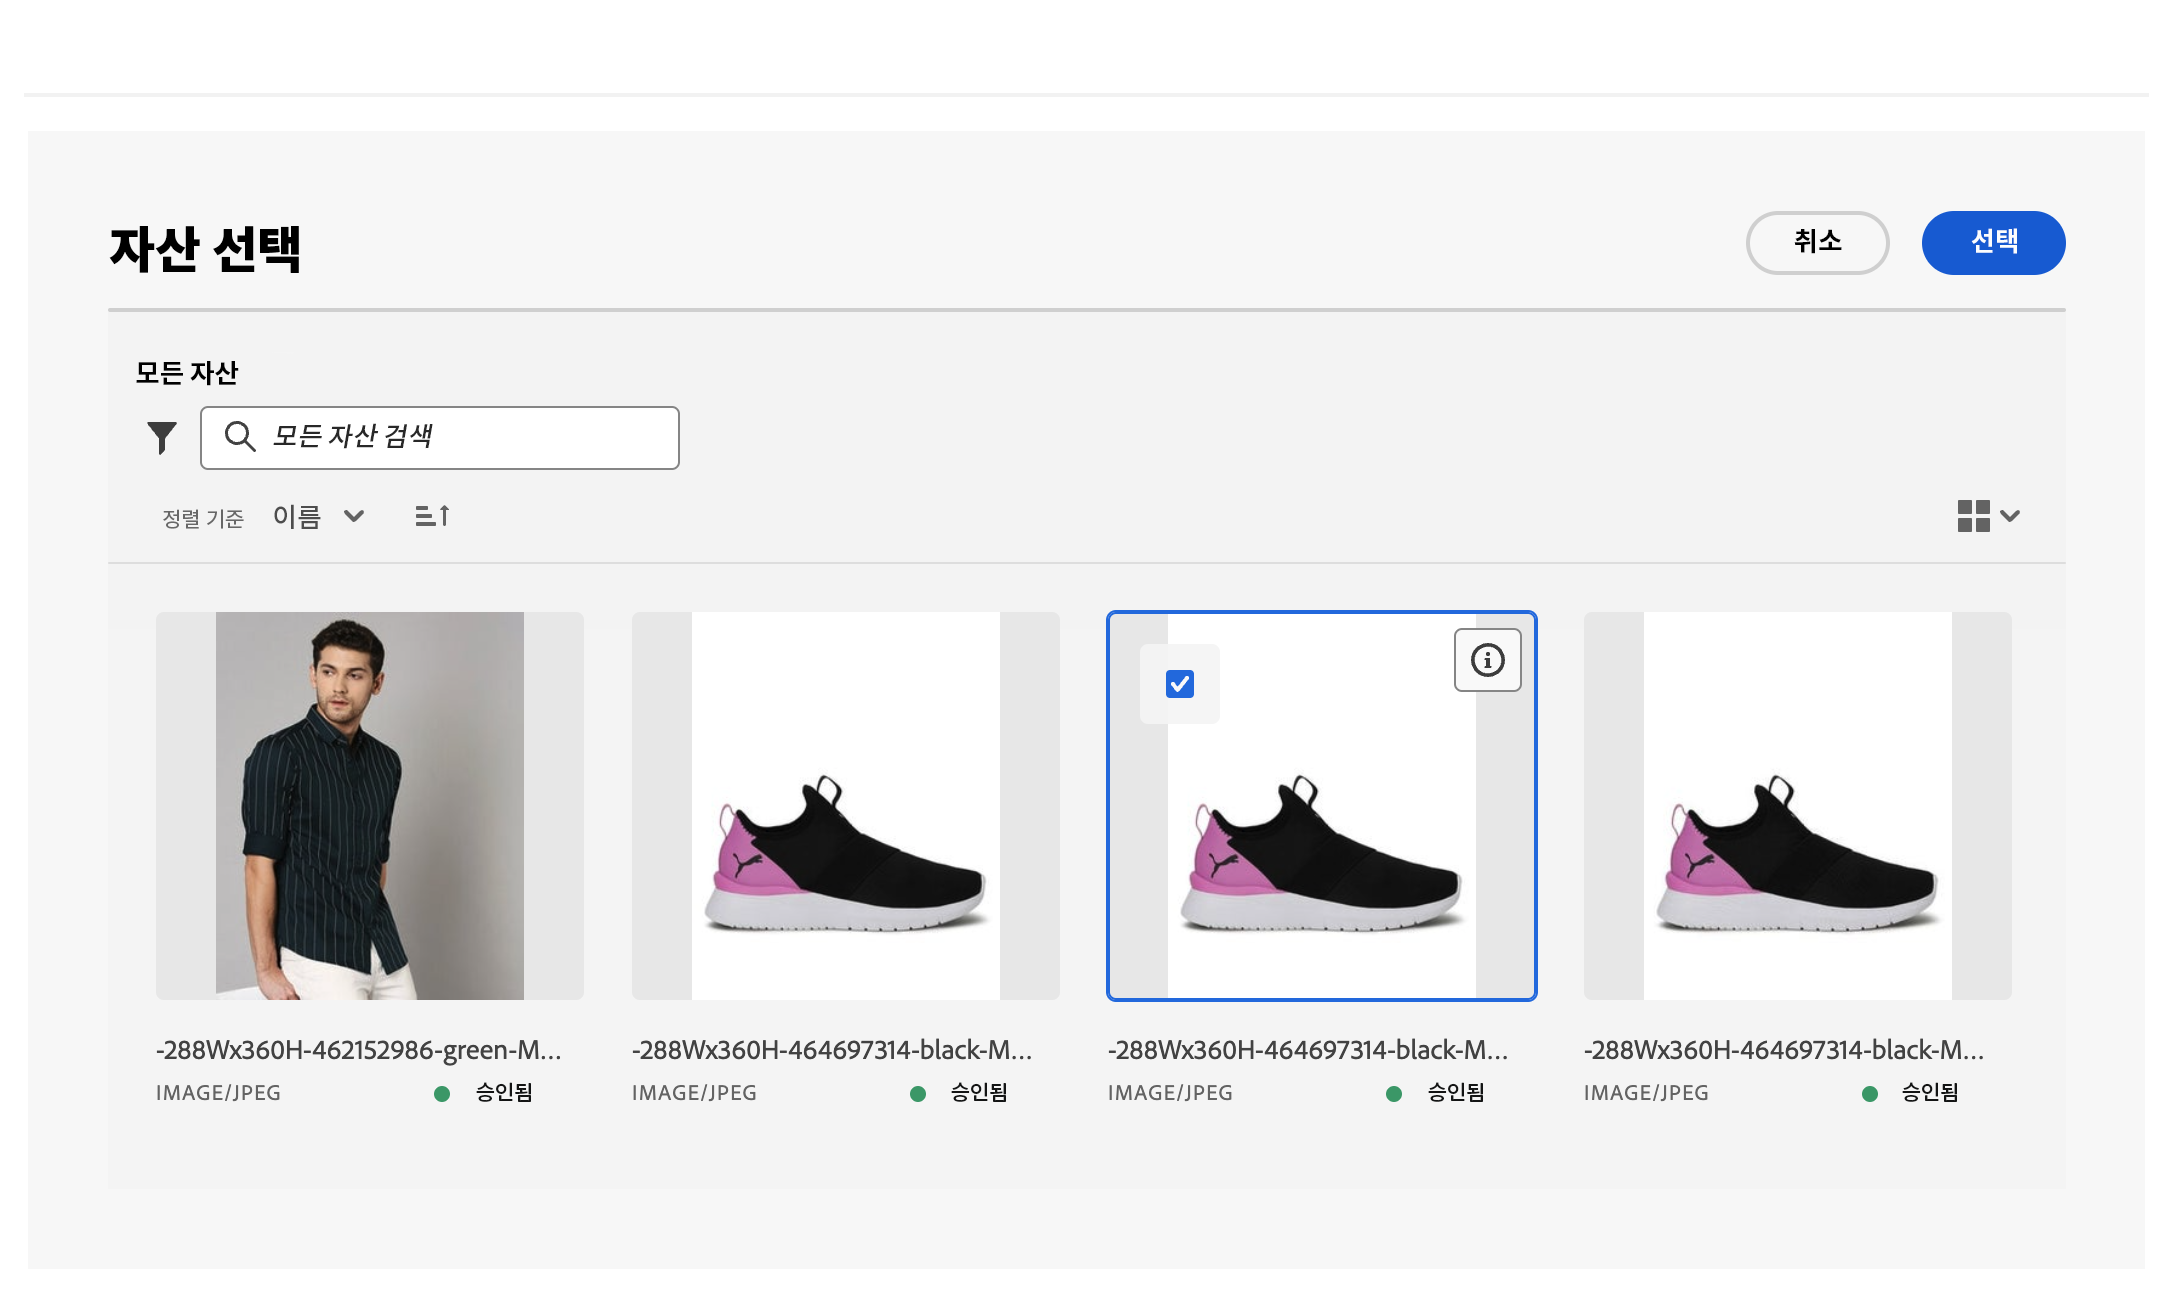 자산 선택
취소
선택
모든 자산
모든 자산 검색
정렬 기준 이름
-288Wx360H-462152986-green-M...
IMAGE/JPEG 승인됨
-288Wx360H-464697314-black-M...
IMAGE/JPEG 승인됨
-288Wx360H-464697314-black-M...
IMAGE/JPEG 승인됨
-288Wx360H-464697314-black-M...
IMAGE/JPEG 승인됨